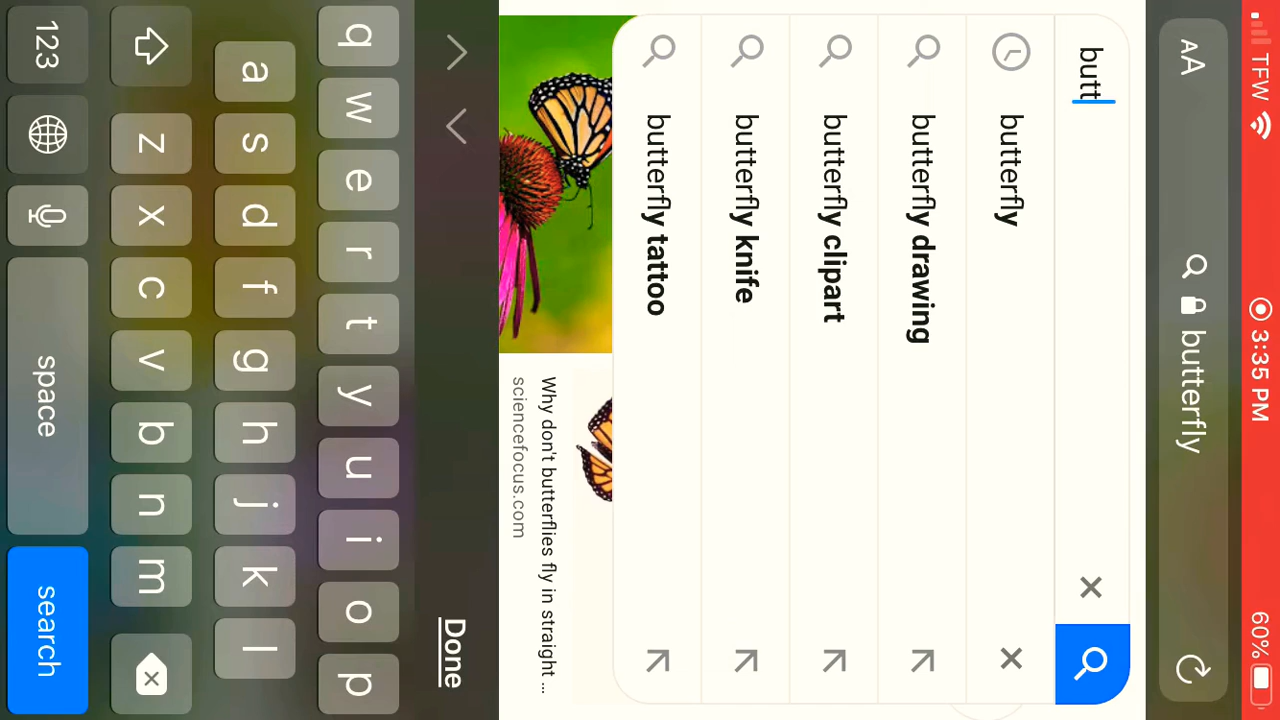 TFW 3:35 PM 60%
AA butterfly
butt
butterfly
butterfly drawing
butterfly clipart
butterfly knife
butterfly tattoo
Why don't butterflies fly in straight ...
sciencefocus.com
Done
q w e r t y u i o p
a s d f g h j k l
z x c v b n m
123 space search